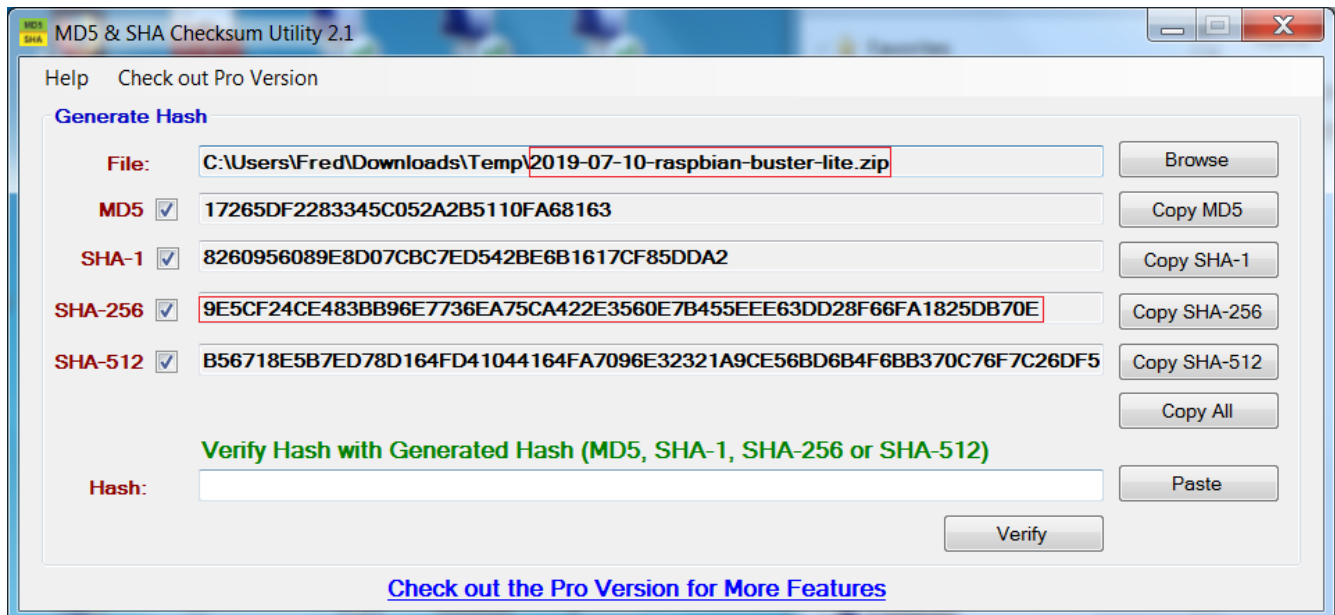 MD5 SHA MD5 & SHA Checksum Utility 2.1
Favorites
Help Check out Pro Version
Generate Hash
File: C:\Users\Fred\Downloads\Temp\2019-07-10-raspbian-buster-lite.zip Browse
MD5 17265DF2283345C052A2B5110FA68163 Copy MD5
SHA-1 8260956089E8D07CBC7ED542BE6B1617CF85DDA2 Copy SHA-1
SHA-256 9E5CF24CE483BB96E7736EA75CA422E3560E7B455EEE63DD28F66FA1825DB70E Copy SHA-256
SHA-512 B56718E5B7ED78D164FD41044164FA7096E32321A9CE56BD6B4F6BB370C76F7C26DF5 Copy SHA-512
Copy All
Verify Hash with Generated Hash (MD5, SHA-1, SHA-256 or SHA-512)
Hash: Paste
Verify
Check out the Pro Version for More Features